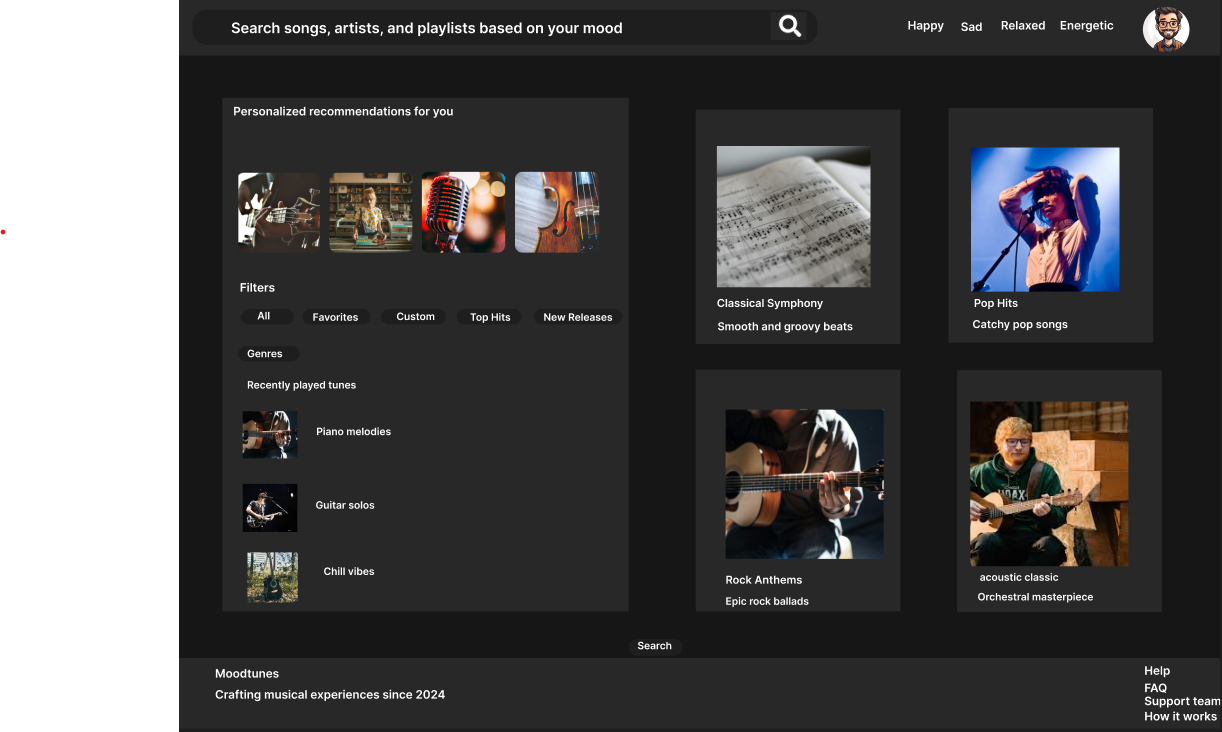 Search songs, artists, and playlists based on your mood
Happy
Sad
Relaxed
Energetic
Personalized recommendations for you
Filters
All
Favorites
Custom
Top Hits
New Releases
Genres
Recently played tunes
Piano melodies
Guitar solos
Chill vibes
Classical Symphony
Smooth and groovy beats
Pop Hits
Catchy pop songs
Rock Anthems
Epic rock ballads
acoustic classic
Orchestral masterpiece
Search
Moodtunes
Crafting musical experiences since 2024
Help
FAQ
Support team
How it works